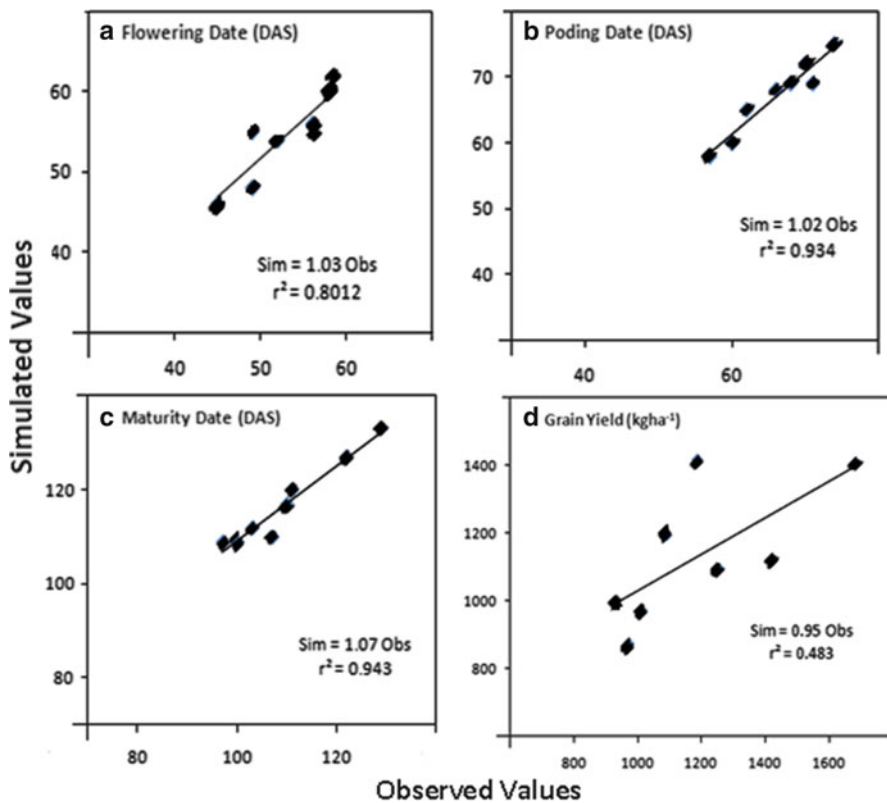 a Flowering Date (DAS)
60
50
40
Sim = 1.03 Obs
r² = 0.8012
40 50 60
b Poding Date (DAS)
70
60
50
40
Sim = 1.02 Obs
r² = 0.934
40 60
Simulated Values
c Maturity Date (DAS)
120
100
80
Sim = 1.07 Obs
r² = 0.943
80 100 120
d Grain Yield (kgha⁻¹)
1400
1200
1000
800
Sim = 0.95 Obs
r² = 0.483
800 1000 1200 1400 1600
Observed Values